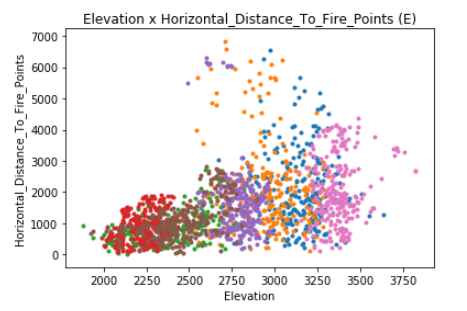 Elevation x Horizontal_Distance_To_Fire_Points (E)
Horizontal_Distance_To_Fire_Points
7000
6000
5000
4000
3000
2000
1000
0
2000 2250 2500 2750 3000 3250 3500 3750
Elevation